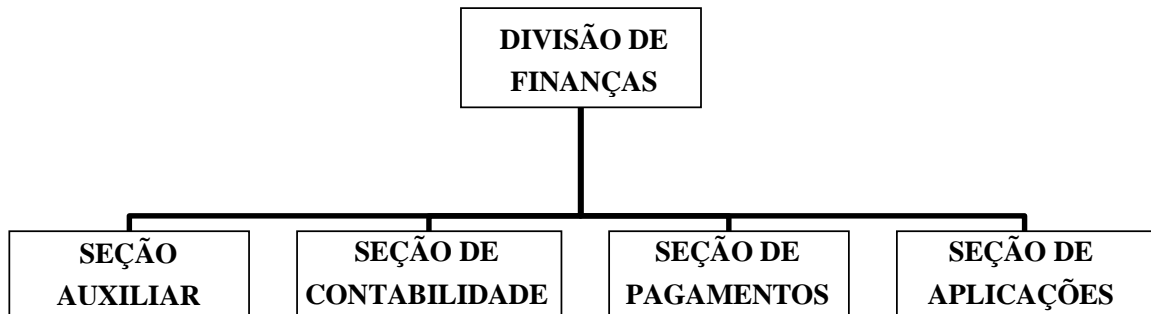 DIVISÃO DE
FINANÇAS
SEÇÃO
AUXILIAR
SEÇÃO DE
CONTABILIDADE
SEÇÃO DE
PAGAMENTOS
SEÇÃO DE
APLICAÇÕES